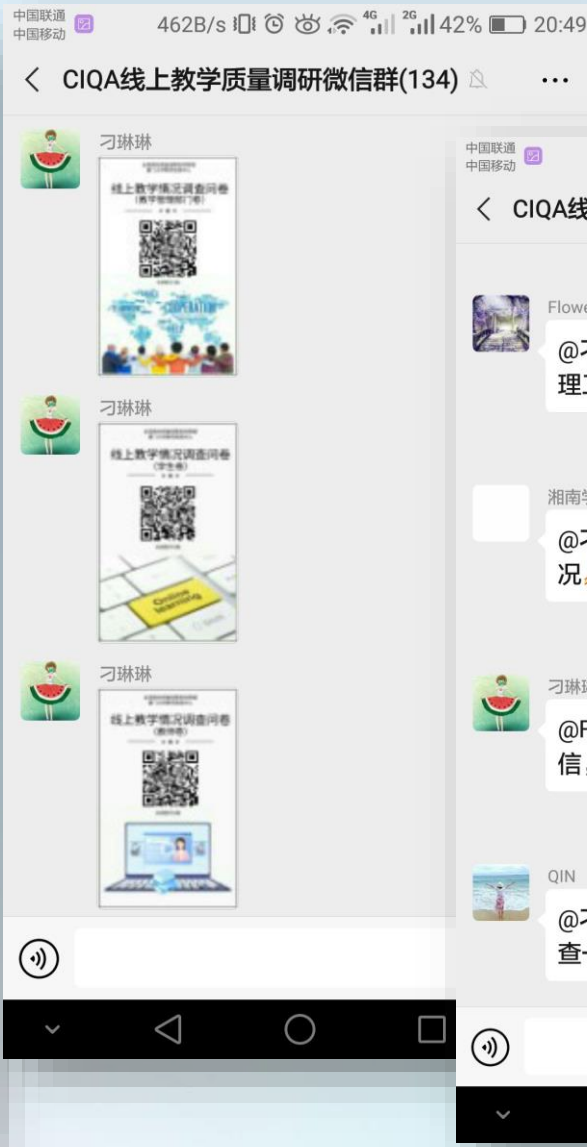 中国联通
中国移动
462B/s 4G 2G 42% 20:49
CIQA线上教学质量调研微信群(134)
刁琳琳
线上教学情况调查问卷
(教学管理部门卷)
COOPERATION
刁琳琳
线上教学情况调查问卷
(学生卷)
Online
learning
刁琳琳
线上教学情况调查问卷
(教师卷)
中国联通
中国移动
CIQA线
Flowe
理
湘南学
况
刁琳琳
@F
信
QIN
查一